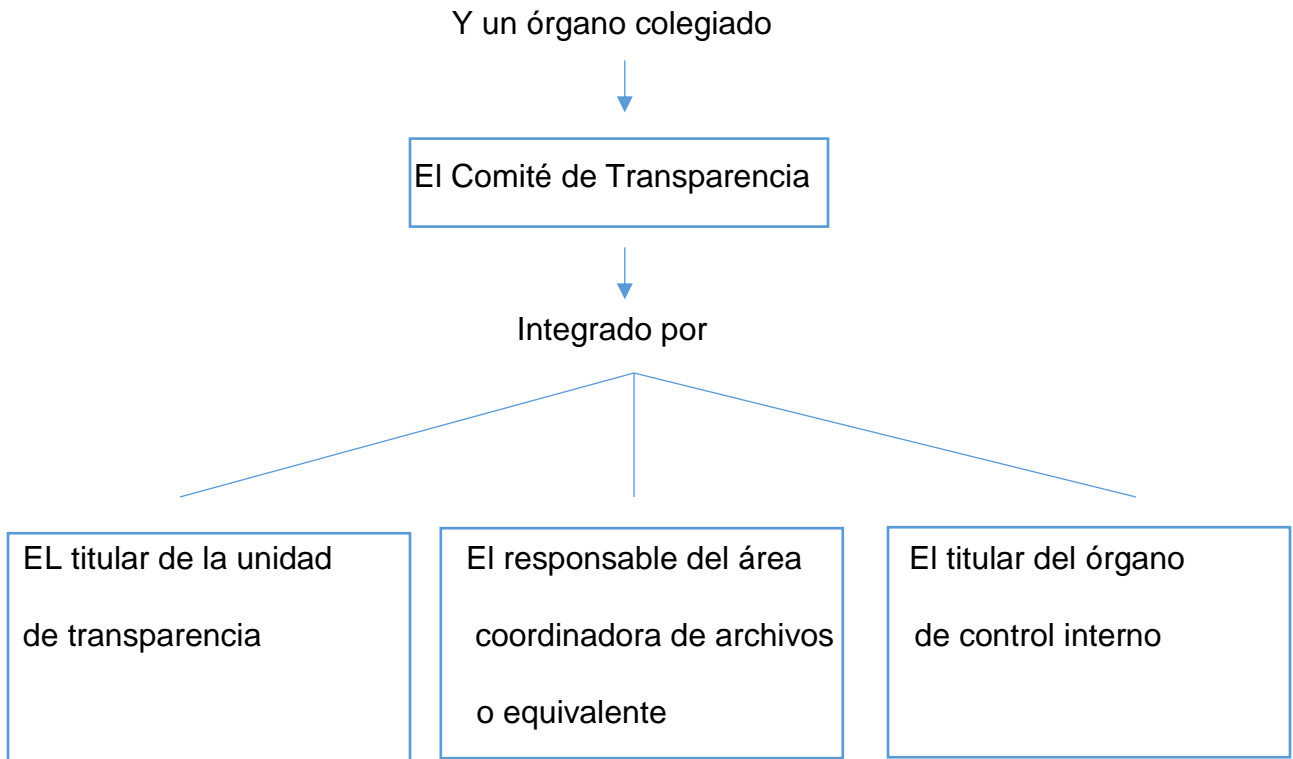 Y un órgano colegiado
El Comité de Transparencia
Integrado por
EL titular de la unidad
de transparencia
El responsable del área
coordinadora de archivos
o equivalente
El titular del órgano
de control interno